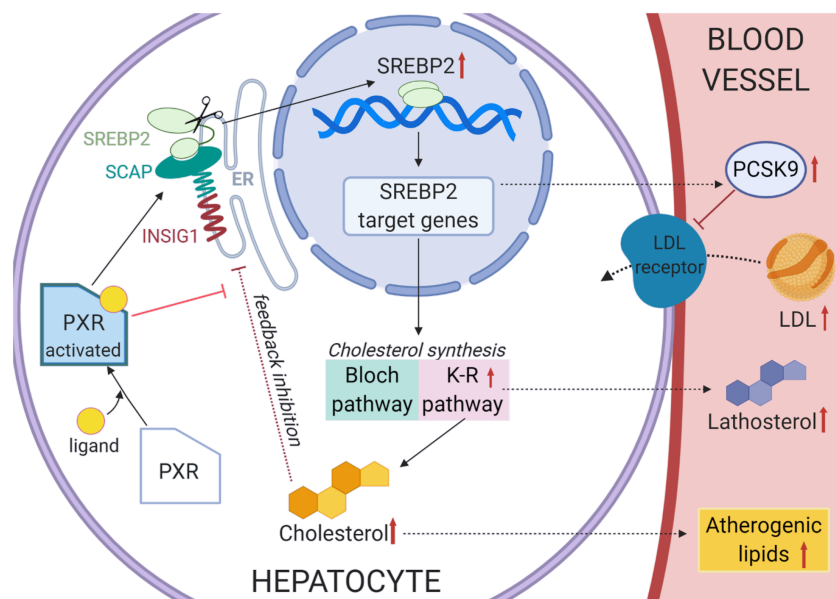 BLOOD
VESSEL
SREBP2
SREBP2
SCAP
ER
INSIG1
SREBP2
target genes
PCSK9
LDL
receptor
LDL
PXR
activated
ligand
PXR
feedback inhibition
Cholesterol synthesis
Bloch
pathway
K-R
pathway
Lathosterol
Cholesterol
Atherogenic
lipids
HEPATOCYTE